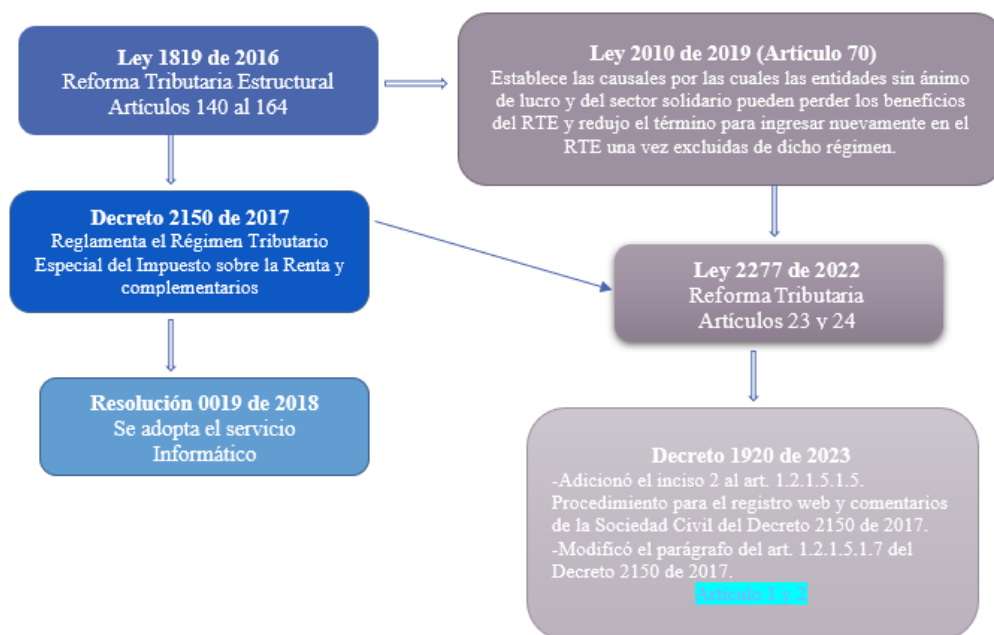 Ley 1819 de 2016
Reforma Tributaria Estructural
Artículos 140 al 164
Ley 2010 de 2019 (Artículo 70)
Establece las causales por las cuales las entidades sin ánimo
de lucro y del sector solidario pueden perder los beneficios
del RTE y redujo el término para ingresar nuevamente en el
RTE una vez excluidas de dicho régimen.
Decreto 2150 de 2017
Reglamenta el Régimen Tributario
Especial del Impuesto sobre la Renta y
complementarios
Ley 2277 de 2022
Reforma Tributaria
Artículos 23 y 24
Resolución 0019 de 2018
Se adopta el servicio
Informático
Decreto 1920 de 2023
-Adicionó el inciso 2 al art. 1.2.1.5.1.5.
Procedimiento para el registro web y comentarios
de la Sociedad Civil del Decreto 2150 de 2017.
-Modificó el parágrafo del art. 1.2.1.5.1.7 del
Decreto 2150 de 2017.
Artículo 1 y 2